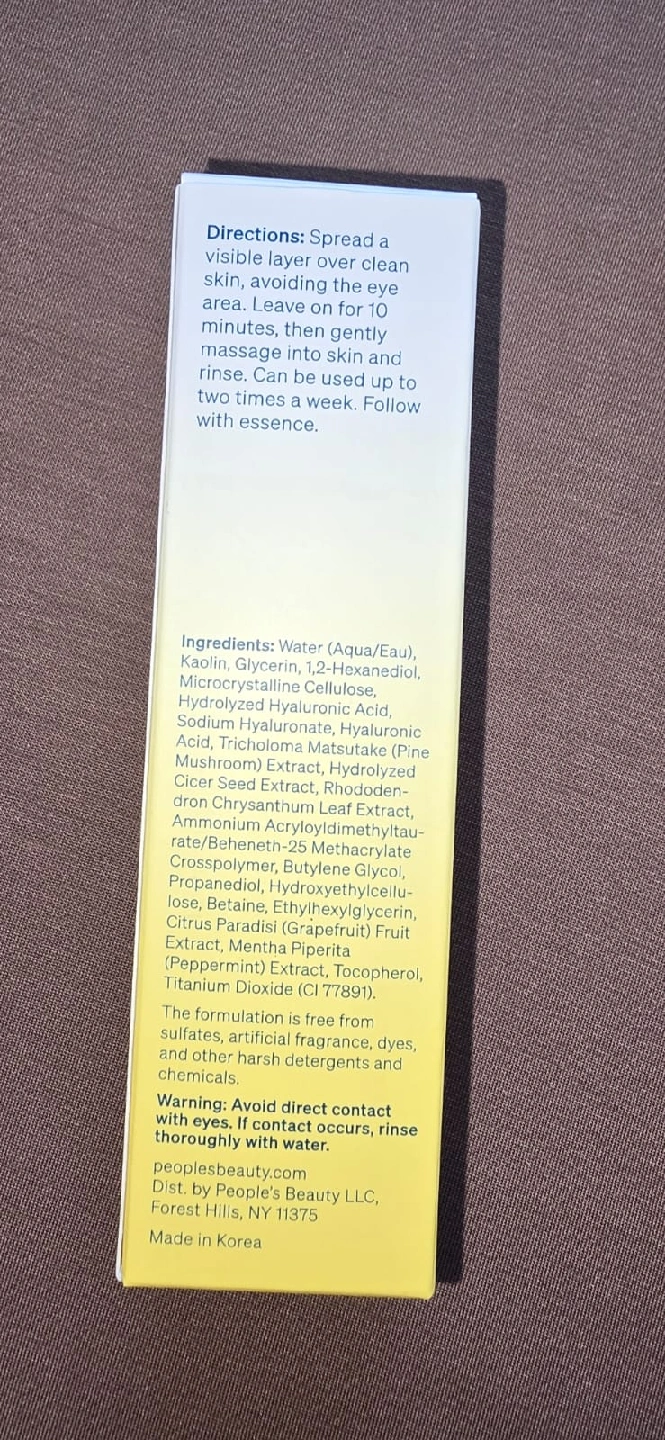 Directions: Spread a
visible layer over clean
skin, avoiding the eye
area. Leave on for 10
minutes, then gently
massage into skin and
rinse. Can be used up to
two times a week. Follow
with essence.
Ingredients: Water (Aqua/Eau),
Kaolin, Glycerin, 1,2-Hexanediol,
Microcrystalline Cellulose,
Hydrolyzed Hyaluronic Acid,
Sodium Hyaluronate, Hyaluronic
Acid, Tricholoma Matsutake (Pine
Mushroom) Extract, Hydrolyzed
Cicer Seed Extract, Rhododen-
dron Chrysanthum Leaf Extract,
Ammonium Acryloyldimethyltau-
rate/Beheneth-25 Methacrylate
Crosspolymer, Butylene Glycol,
Propanediol, Hydroxyethylcellu-
lose, Betaine, Ethylhexylglycerin,
Citrus Paradisi (Grapefruit) Fruit
Extract, Mentha Piperita
(Peppermint) Extract, Tocopherol,
Titanium Dioxide (CI 77891).
The formulation is free from
sulfates, artificial fragrance, dyes,
and other harsh detergents and
chemicals.
Warning: Avoid direct contact
with eyes. If contact occurs, rinse
thoroughly with water.
peoplesbeauty.com
Dist. by People's Beauty LLC,
Forest Hills, NY 11375
Made in Korea